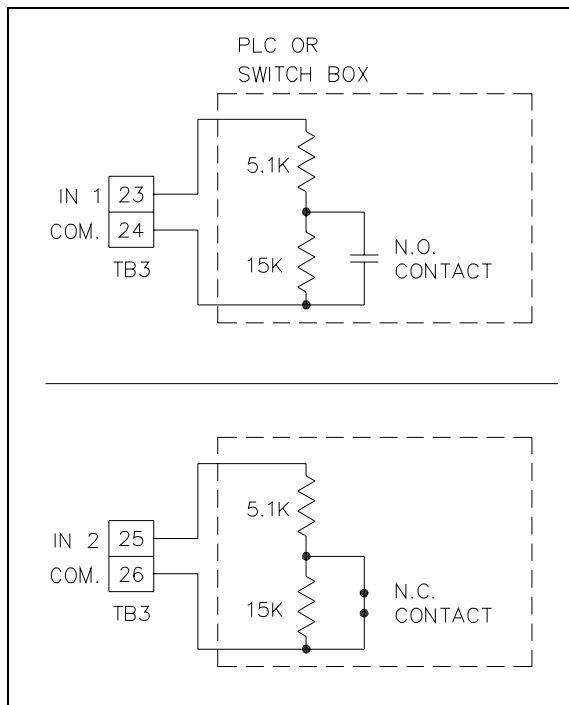 PLC OR
SWITCH BOX
5.1K
IN 1 23
COM. 24
TB3
15K
N.O.
CONTACT
5.1K
IN 2 25
COM. 26
TB3
15K
N.C.
CONTACT